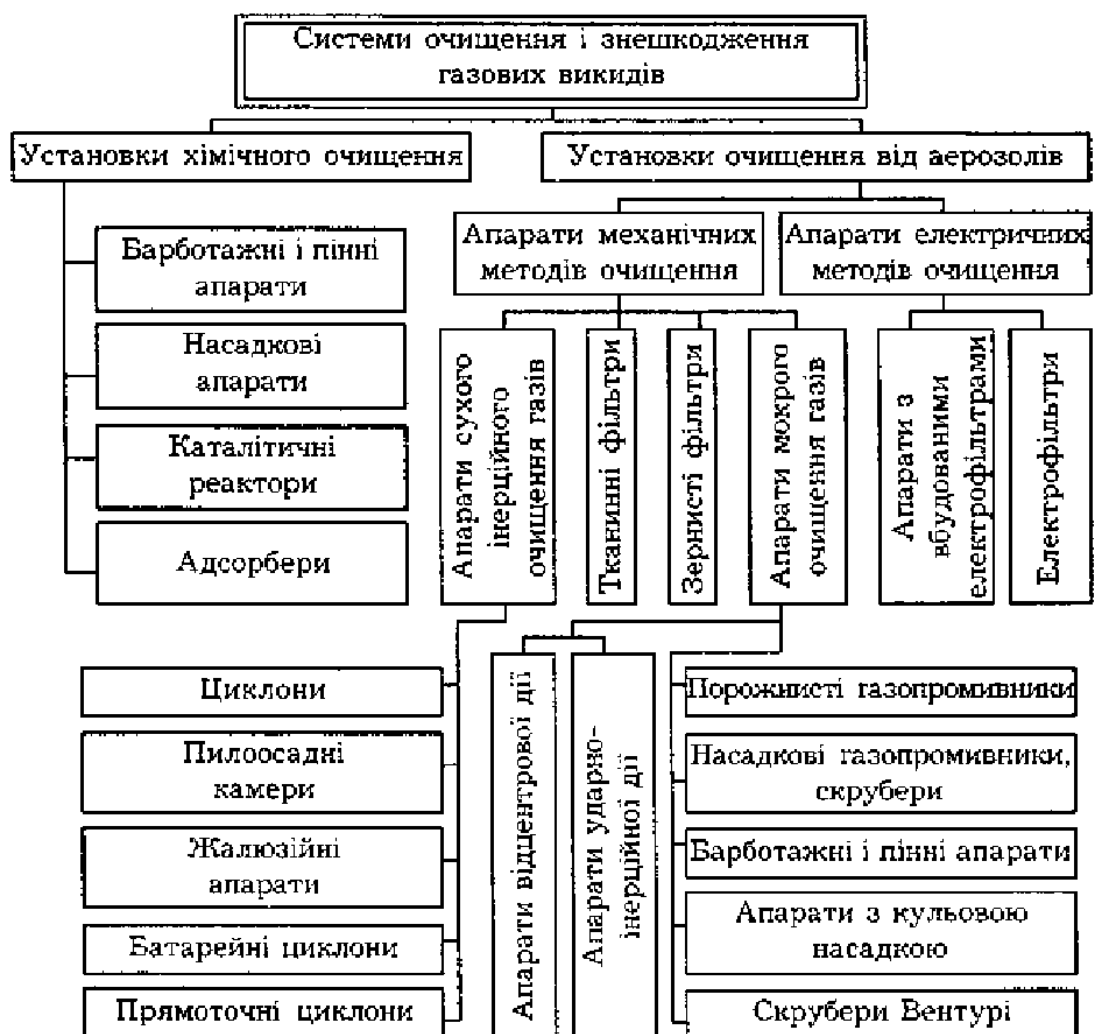 Системи очищення і знешкодження
газових викидів
Установки хімічного очищення
Установки очищення від аерозолів
Барботажні і пінні
апарати
Насадкові
апарати
Каталітичні
реактори
Адсорбери
Апарати механічних
методів очищення
Апарати електричних
методів очищення
Апарати сухого
інерційного
очищення газів
Тканинні фільтри
Зернисті фільтри
Апарати мокрого
очищення газів
Апарати з
вбудованими
електрофільтрами
Електрофільтри
Циклони
Пилоосадні
камери
Жалюзійні
апарати
Батарейні циклони
Прямоточні циклони
Апарати відцентрової дії
Апарати ударно-
інерційної дії
Порожнисті газопромивники
Насадкові газопромивники,
скрубери
Барботажні і пінні апарати
Апарати з кульовою
насадкою
Скрубери Вентурі